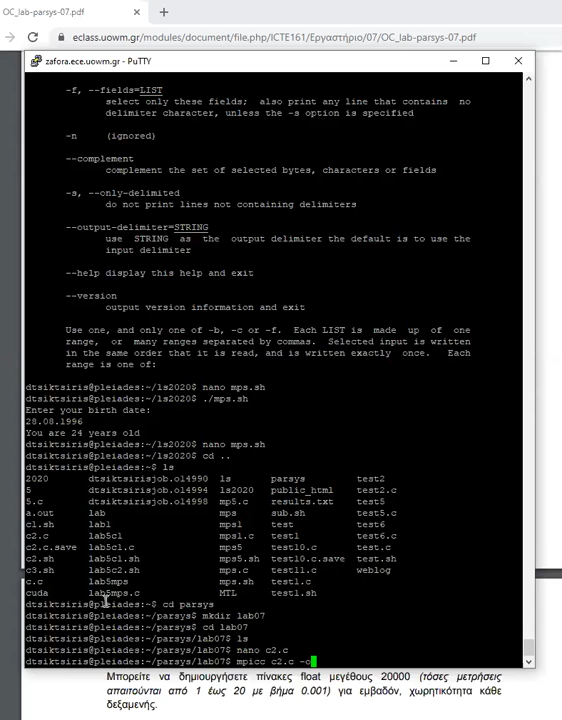 OC_lab-parsys-07.pdf
eclass.uowm.gr/modules/document/file.php/ICTE161/Εργαστήριο/07/OC_lab-parsys-07.pdf
zafora.ece.uowm.gr - PuTTY
-f, --fields=LIST
select only these fields; also print any line that contains no
delimiter character, unless the -s option is specified
-n (ignored)
--complement
complement the set of selected bytes, characters or fields
-s, --only-delimited
do not print lines not containing delimiters
--output-delimiter=STRING
use STRING as the output delimiter the default is to use the
input delimiter
--help display this help and exit
--version
output version information and exit
Use one, and only one of -b, -c or -f. Each LIST is made up of one
range, or many ranges separated by commas. Selected input is written
in the same order that it is read, and is written exactly once. Each
range is one of:
dtsiktsiris@pleiades:~/ls2020$ nano mps.sh
dtsiktsiris@pleiades:~/ls2020$ ./mps.sh
Enter your birth date:
28.08.1996
You are 24 years old
dtsiktsiris@pleiades:~/ls2020$ nano mps.sh
dtsiktsiris@pleiades:~/ls2020$ cd ..
dtsiktsiris@pleiades:~$ ls
2020 dtsiktsirisjob.ol4990 ls parsys test2
5 dtsiktsirisjob.ol4994 ls2020 public_html test2.c
5.c dtsiktsirisjob.ol4998 mp5.c results.txt test5
a.out lab mps sub.sh test5.c
c1.sh lab1 mps1 test test6
c2.c lab5c1 mps1.c test1 test6.c
c2.c.save lab5c1.c mps5 test10.c test.c
c2.sh lab5c1.sh mps5.sh test10.c.save test.sh
c3.sh lab5c2.sh mps.c test11.c weblog
c.c lab5mps mps.sh test1.c
cuda lab5mps.c MTL test1.sh
dtsiktsiris@pleiades:~$ cd parsys
dtsiktsiris@pleiades:~/parsys$ mkdir lab07
dtsiktsiris@pleiades:~/parsys$ cd lab07
dtsiktsiris@pleiades:~/parsys/lab07$ ls
dtsiktsiris@pleiades:~/parsys/lab07$ nano c2.c
dtsiktsiris@pleiades:~/parsys/lab07$ mpicc c2.c -o
Μπορείτε να δημιουργήσετε πίνακες float μεγέθους 20000 (τόσες μετρήσεις
απαιτούνται από 1 έως 20 με βήμα 0.001) για εμβαδόν, χωρητικότητα κάθε
δεξαμενής.